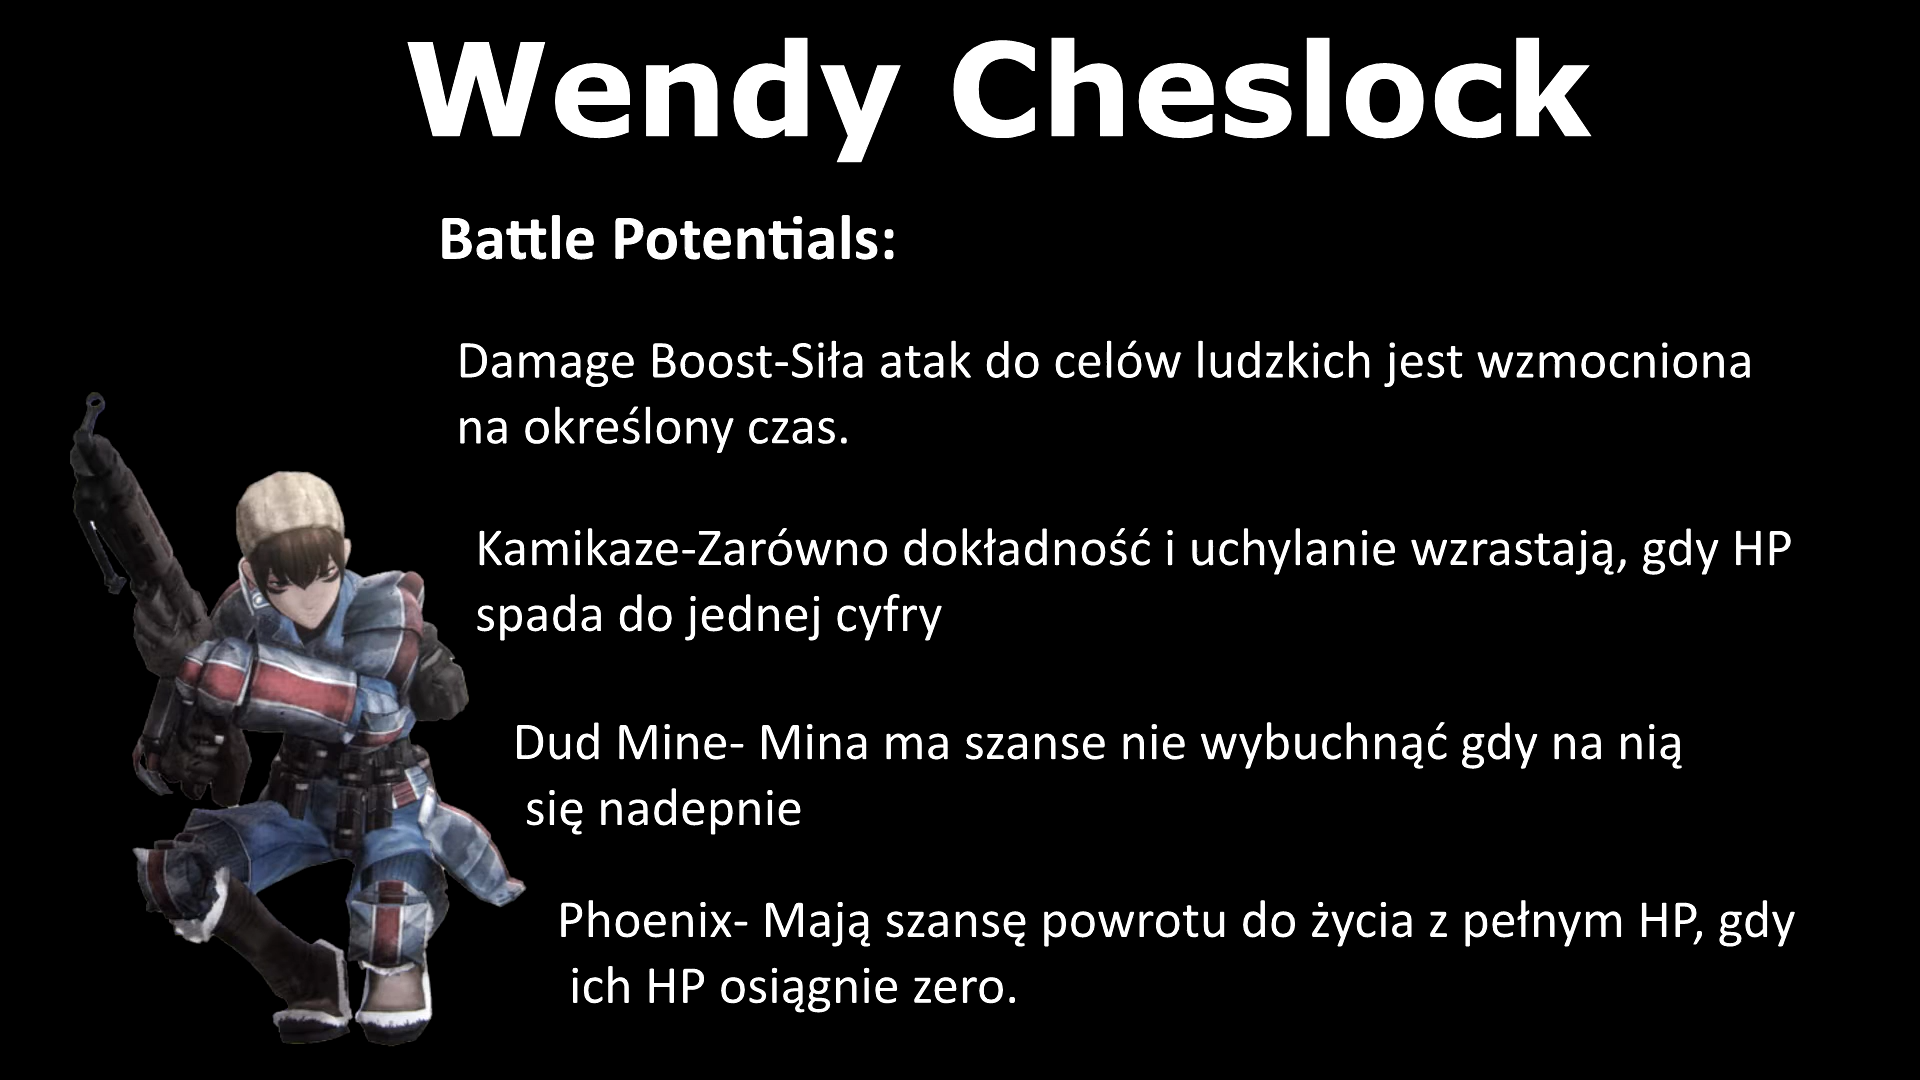 Wendy Cheslock
Battle Potentials:
Damage Boost-Siła atak do celów ludzkich jest wzmocniona
na określony czas.
Kamikaze-Zarówno dokładność i uchylanie wzrastają, gdy HP
spada do jednej cyfry
Dud Mine- Mina ma szanse nie wybuchnąć gdy na nią
się nadepnie
Phoenix- Mają szansę powrotu do życia z pełnym HP, gdy
ich HP osiągnie zero.